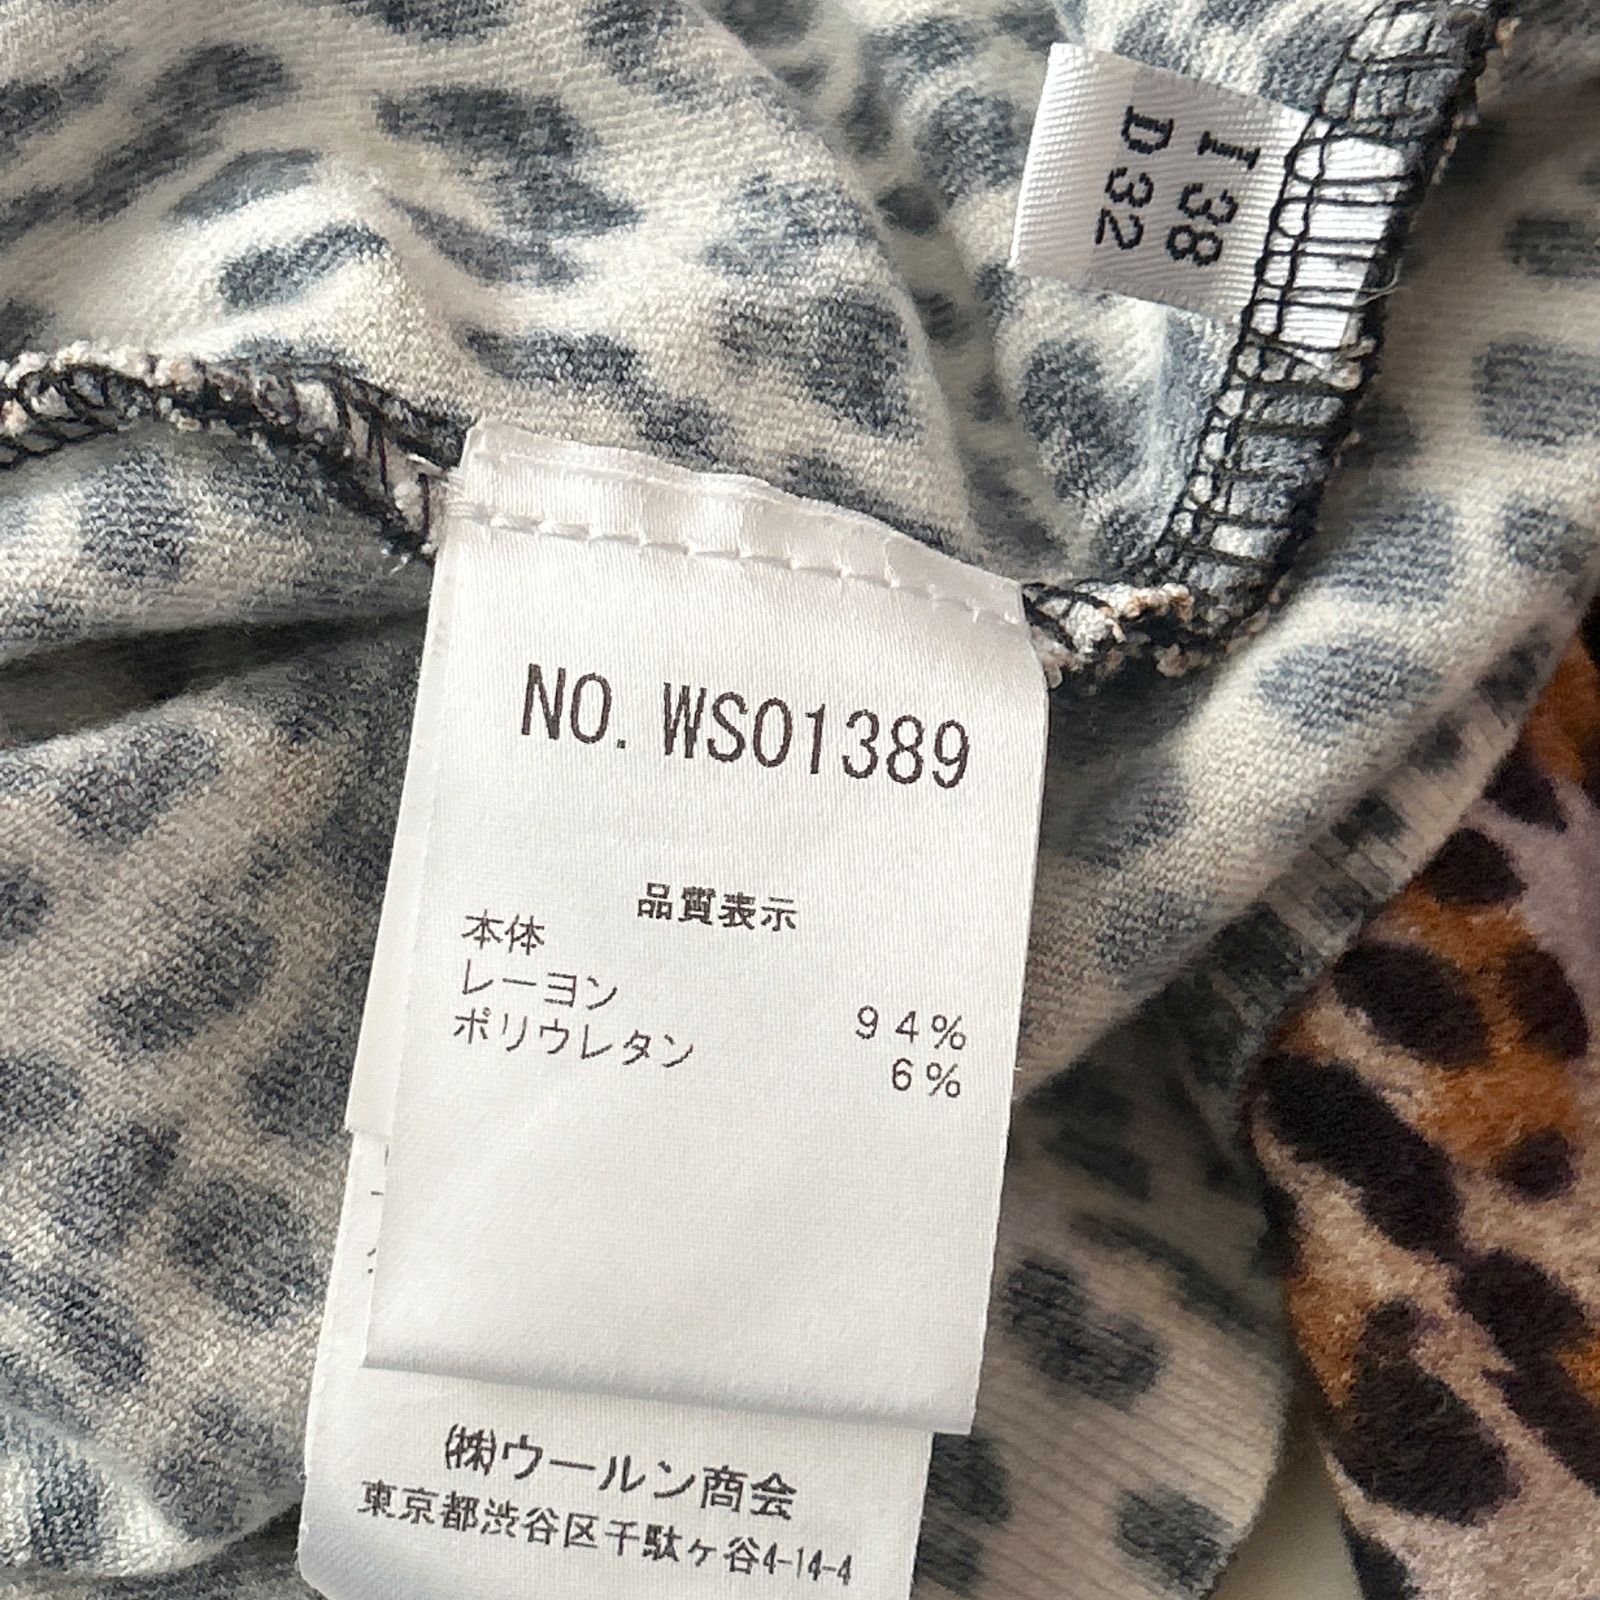 I 38
D 32
NO. WS01389
品質表示
本体
レーヨン 94%
ポリウレタン 6%
(株)ウールン商会
東京都渋谷区千駄ヶ谷4-14-4